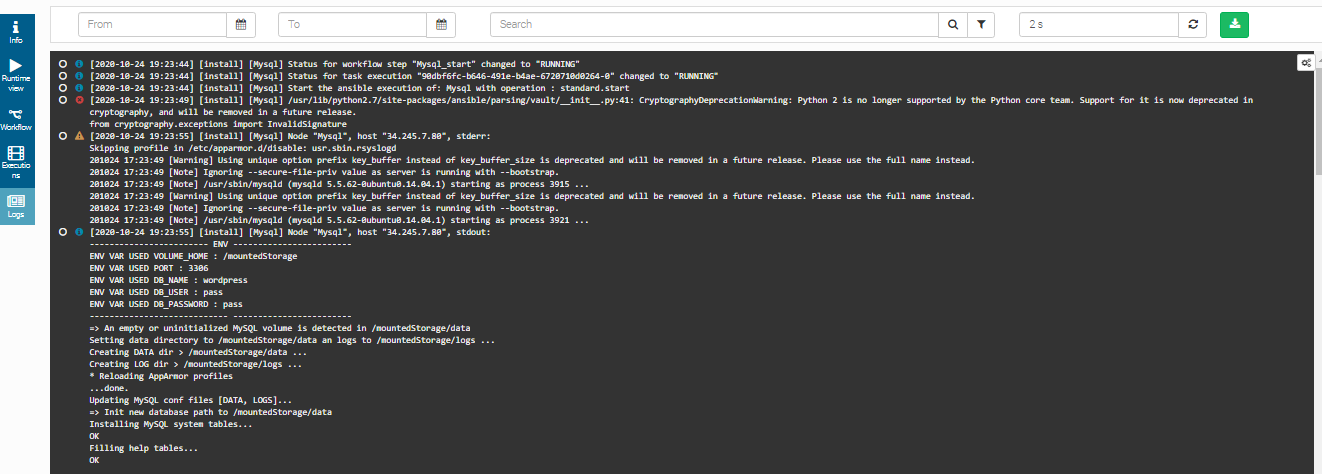 From
To
Search
2 s
Info
Runtime
view
Workflow
Executio
ns
Logs
[2020-10-24 19:23:44] [install] [Mysql] Status for workflow step "Mysql_start" changed to "RUNNING"
[2020-10-24 19:23:44] [install] [Mysql] Status for task execution "90dbf6fc-b646-491e-b4ae-6720710d0264-0" changed to "RUNNING"
[2020-10-24 19:23:44] [install] [Mysql] Start the ansible execution of: Mysql with operation : standard.start
[2020-10-24 19:23:49] [install] [Mysql] /usr/lib/python2.7/site-packages/ansible/parsing/vault/__init__.py:41: CryptographyDeprecationWarning: Python 2 is no longer supported by the Python core team. Support for it is now deprecated in
cryptography, and will be removed in a future release.
from cryptography.exceptions import InvalidSignature
[2020-10-24 19:23:55] [install] [Mysql] Node "Mysql", host "34.245.7.80", stderr:
Skipping profile in /etc/apparmor.d/disable: usr.sbin.rsyslogd
201024 17:23:49 [Warning] Using unique option prefix key_buffer instead of key_buffer_size is deprecated and will be removed in a future release. Please use the full name instead.
201024 17:23:49 [Note] Ignoring --secure-file-priv value as server is running with --bootstrap.
201024 17:23:49 [Note] /usr/sbin/mysqld (mysqld 5.5.62-0ubuntu0.14.04.1) starting as process 3915 ...
201024 17:23:49 [Warning] Using unique option prefix key_buffer instead of key_buffer_size is deprecated and will be removed in a future release. Please use the full name instead.
201024 17:23:49 [Note] Ignoring --secure-file-priv value as server is running with --bootstrap.
201024 17:23:49 [Note] /usr/sbin/mysqld (mysqld 5.5.62-0ubuntu0.14.04.1) starting as process 3921 ...
[2020-10-24 19:23:55] [install] [Mysql] Node "Mysql", host "34.245.7.80", stdout:
------------------------ ENV ------------------------
ENV VAR USED VOLUME_HOME : /mountedStorage
ENV VAR USED PORT : 3306
ENV VAR USED DB_NAME : wordpress
ENV VAR USED DB_USER : pass
ENV VAR USED DB_PASSWORD : pass
---------------------------- ------------------------
=> An empty or uninitialized MySQL volume is detected in /mountedStorage/data
Setting data directory to /mountedStorage/data an logs to /mountedStorage/logs ...
Creating DATA dir > /mountedStorage/data ...
Creating LOG dir > /mountedStorage/logs ...
* Reloading AppArmor profiles
...done.
Updating MySQL conf files [DATA, LOGS]...
=> Init new database path to /mountedStorage/data
Installing MySQL system tables...
OK
Filling help tables...
OK